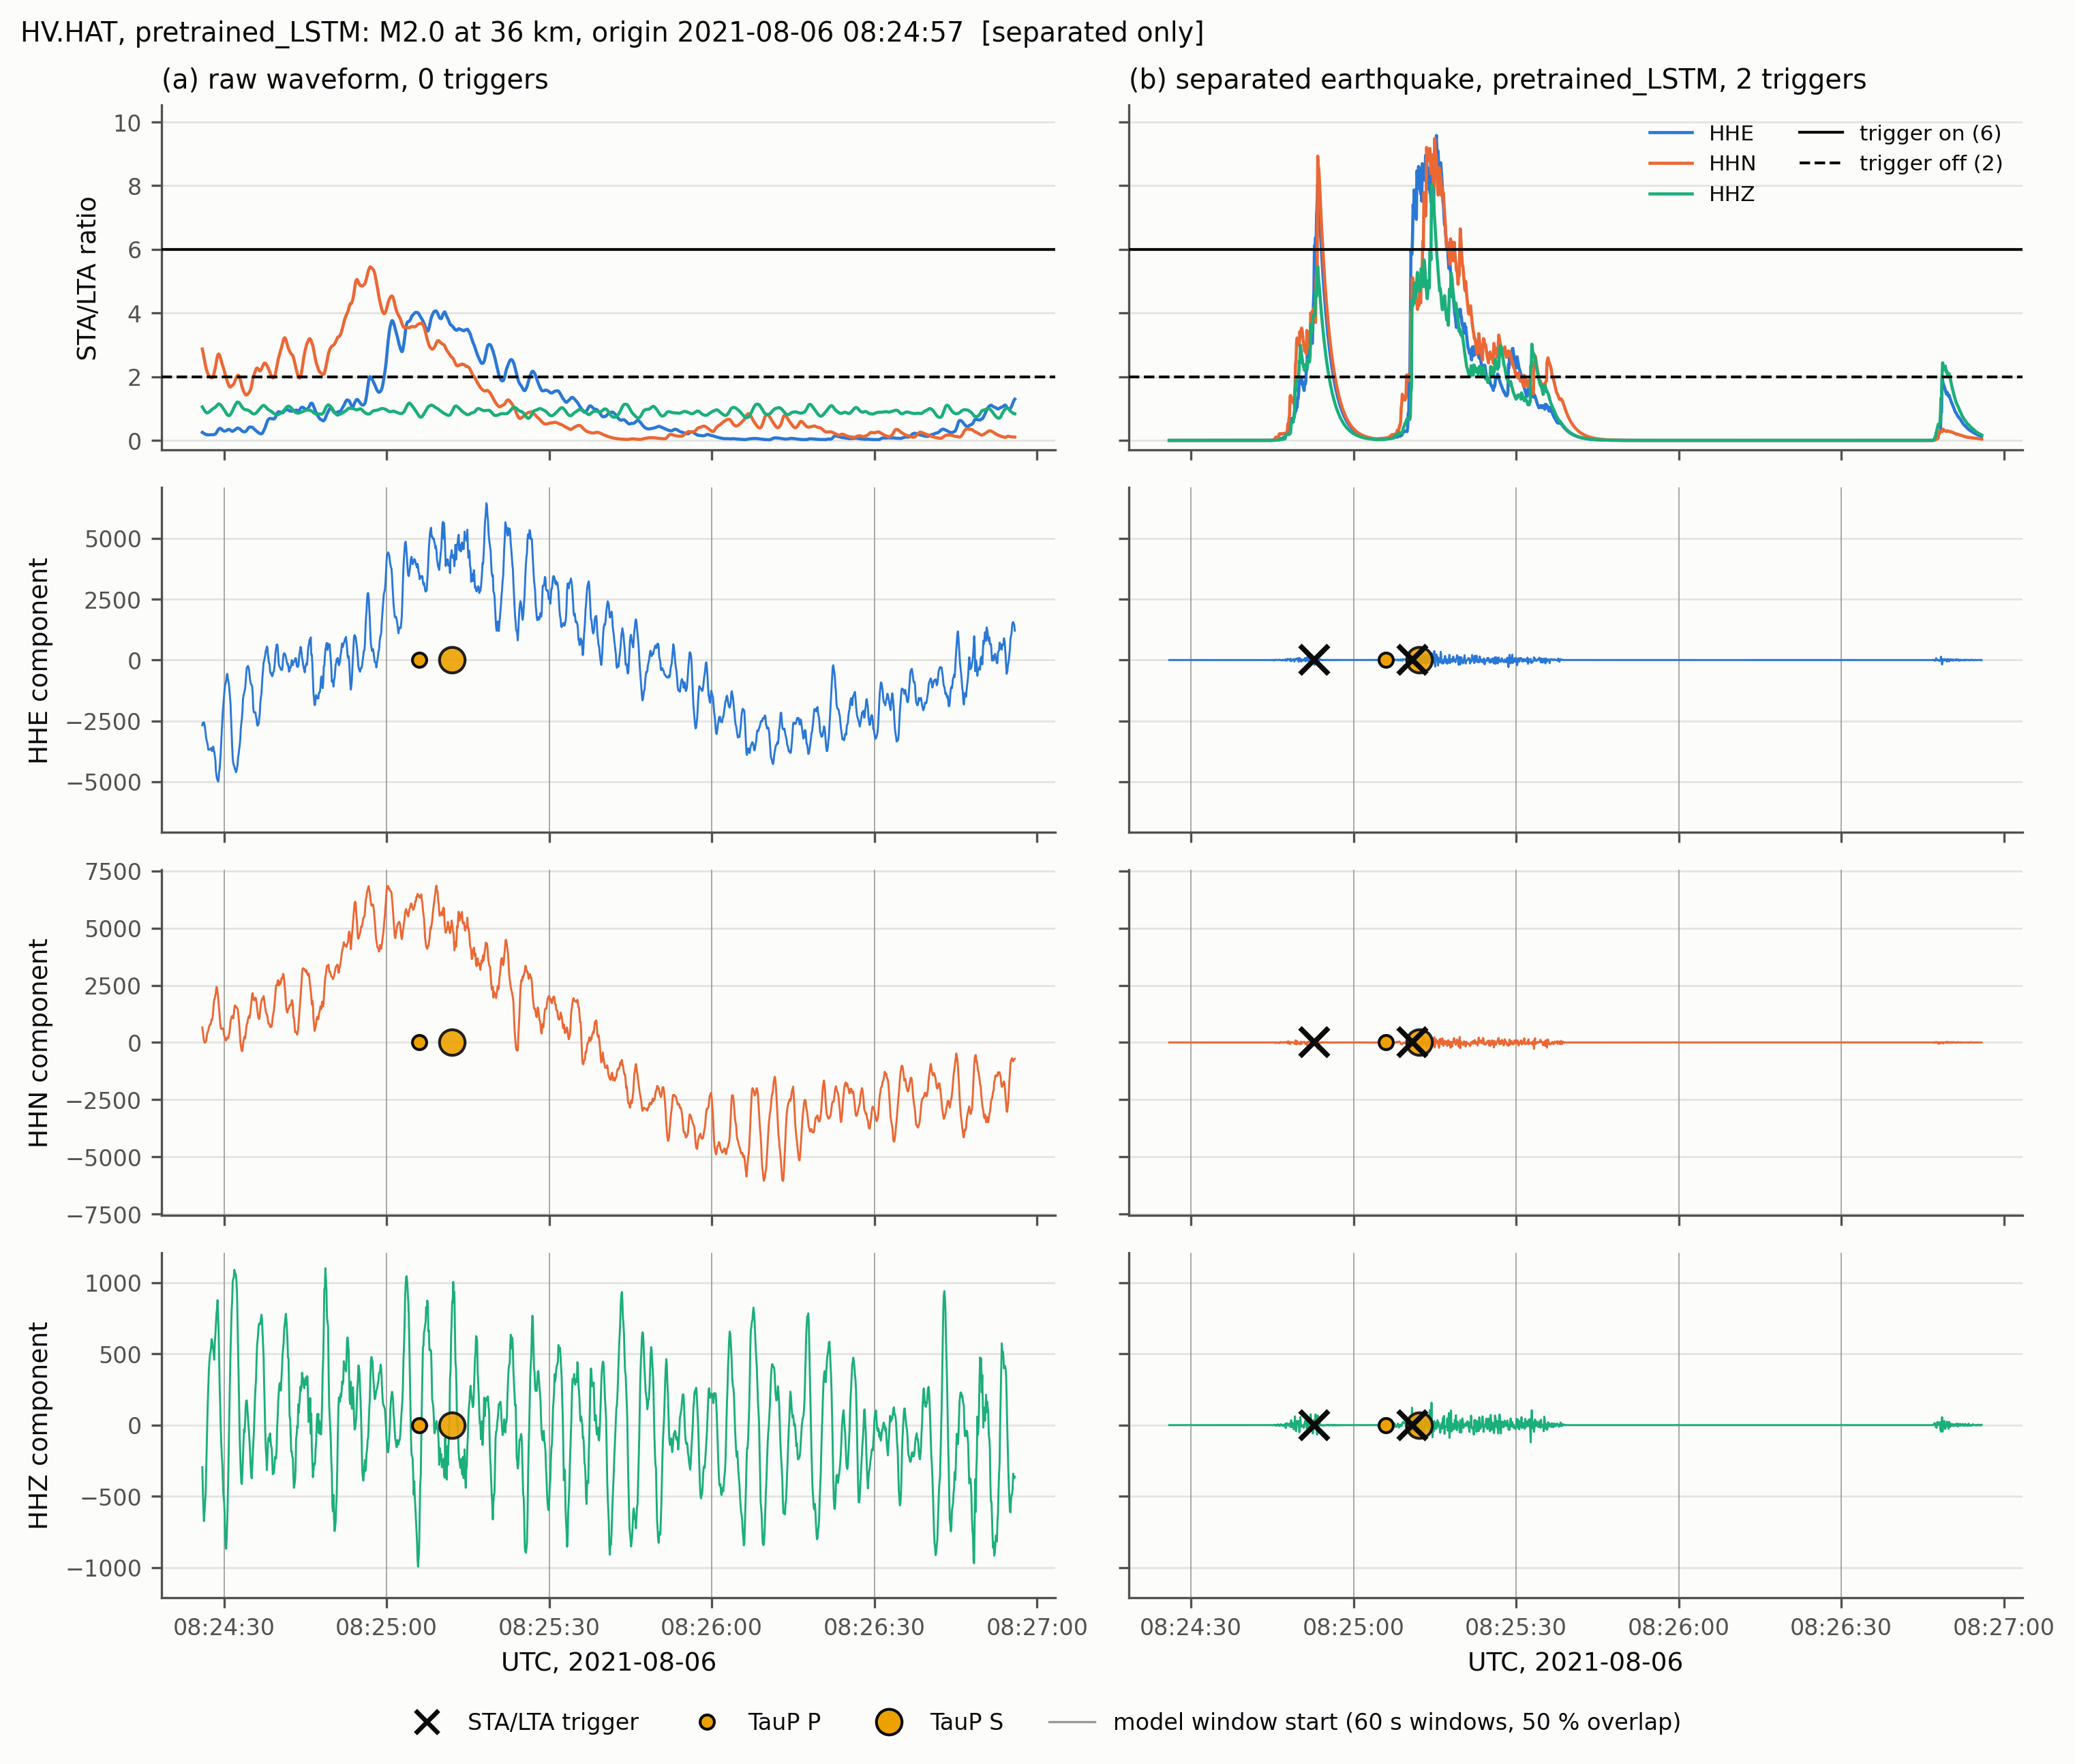 HV.HAT, pretrained_LSTM: M2.0 at 36 km, origin 2021-08-06 08:24:57  [separated only]
(a) raw waveform, 0 triggers
(b) separated earthquake, pretrained_LSTM, 2 triggers
STA/LTA ratio
10
8
6
4
2
0
HHE
HHN
HHZ
trigger on (6)
trigger off (2)
HHE component
5000
2500
0
−2500
−5000
HHN component
7500
5000
2500
0
−2500
−5000
−7500
HHZ component
1000
500
0
−500
−1000
08:24:30 08:25:00 08:25:30 08:26:00 08:26:30 08:27:00
08:24:30 08:25:00 08:25:30 08:26:00 08:26:30 08:27:00
UTC, 2021-08-06
UTC, 2021-08-06
STA/LTA trigger
TauP P
TauP S
model window start (60 s windows, 50 % overlap)